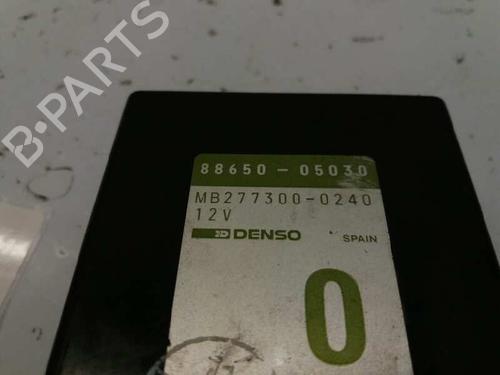 B-PARTS
88650-05030
MB277300-0240
12V
DENSO SPAIN
0